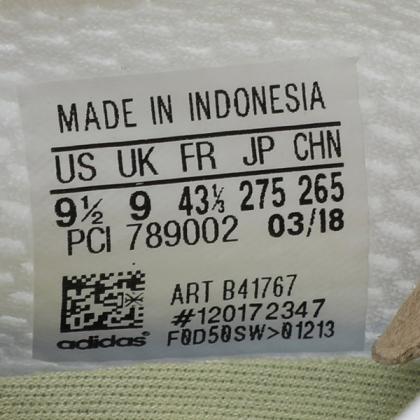 MADE IN INDONESIA
US UK FR JP CHN
9½ 9 43⅓ 275 265
PCI 789002 03/18
ART B41767
#120172347
adidas® F0D50SW>01213